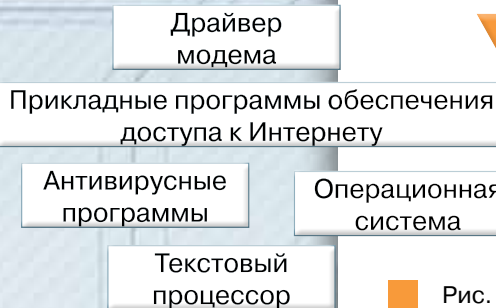 Драйвер
модема
Прикладные программы обеспечения
доступа к Интернету
Антивирусные
программы
Операционная
система
Текстовый
процессор
Рис.